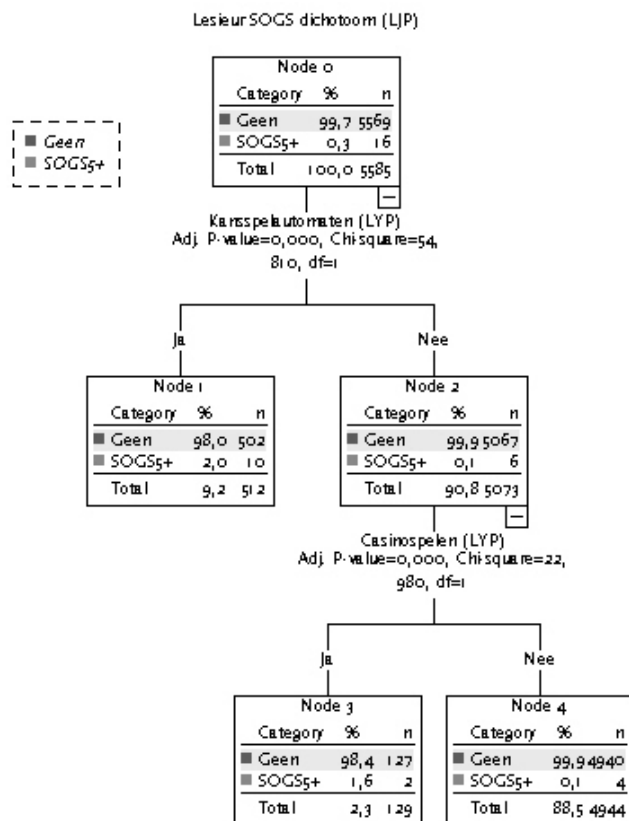 Lesieur SOGS dichotoom (LJP)
Geen
SOGS5+
Node 0
Category % n
Geen 99,7 5569
SOGS5+ 0,3 16
Total 100,0 5585
Kansspelautomaten (LYP)
Adj. P-value=0,000, Chi-square=54,
810, df=1
Ja
Nee
Node 1
Category % n
Geen 98,0 502
SOGS5+ 2,0 10
Total 9,2 512
Node 2
Category % n
Geen 99,9 5067
SOGS5+ 0,1 6
Total 90,8 5073
Casinospelen (LYP)
Adj. P-value=0,000, Chi-square=22,
980, df=1
Ja
Nee
Node 3
Category % n
Geen 98,4 127
SOGS5+ 1,6 2
Total 2,3 129
Node 4
Category % n
Geen 99,9 4940
SOGS5+ 0,1 4
Total 88,5 4944